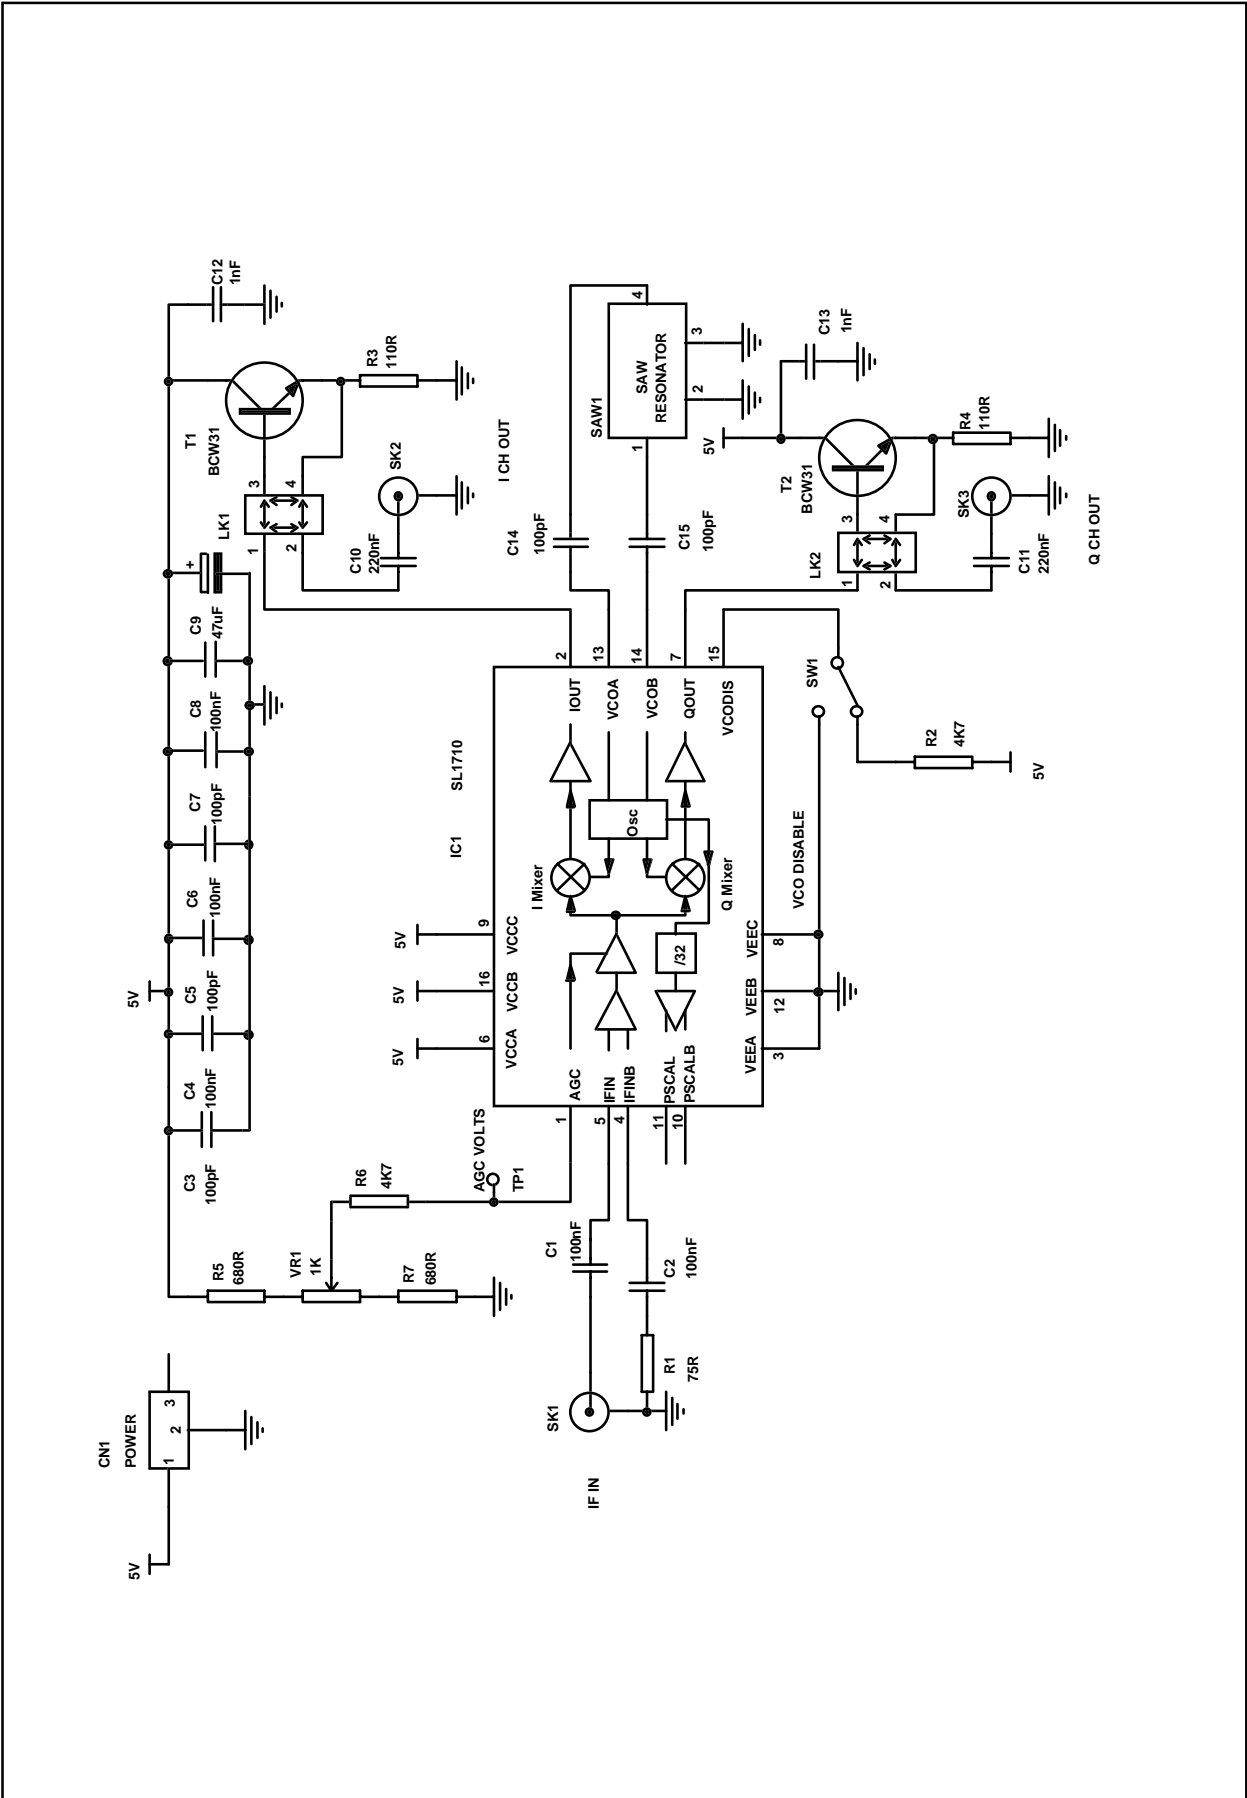 CN1
POWER
5V
1
2
3
IF IN
SK1
R1
75R
C1
100nF
C2
100nF
R5
680R
VR1
1K
R7
680R
R6
4K7
AGC VOLTS
TP1
5V
C3
100pF
C4
100nF
C5
100pF
C6
100nF
C7
100pF
C8
100nF
C9
47uF
+
C12
1nF
T1
BCW31
LK1
1
2
3
4
R3
110R
C10
220nF
SK2
I CH OUT
IC1
SL1710
5V
5V
5V
6
16
9
VCCA
VCCB
VCCC
1
AGC
5
IFIN
4
IFINB
11
PSCAL
10
PSCALB
I Mixer
Q Mixer
Osc
/32
IOUT
2
VCOA
13
VCOB
14
QOUT
7
VCODIS
15
VEEA
VEEB
VEEC
3
12
8
C14
100pF
C15
100pF
SAW1
SAW
RESONATOR
1
2
3
4
5V
C13
1nF
T2
BCW31
LK2
1
2
3
4
R4
110R
C11
220nF
SK3
Q CH OUT
VCO DISABLE
SW1
R2
4K7
5V